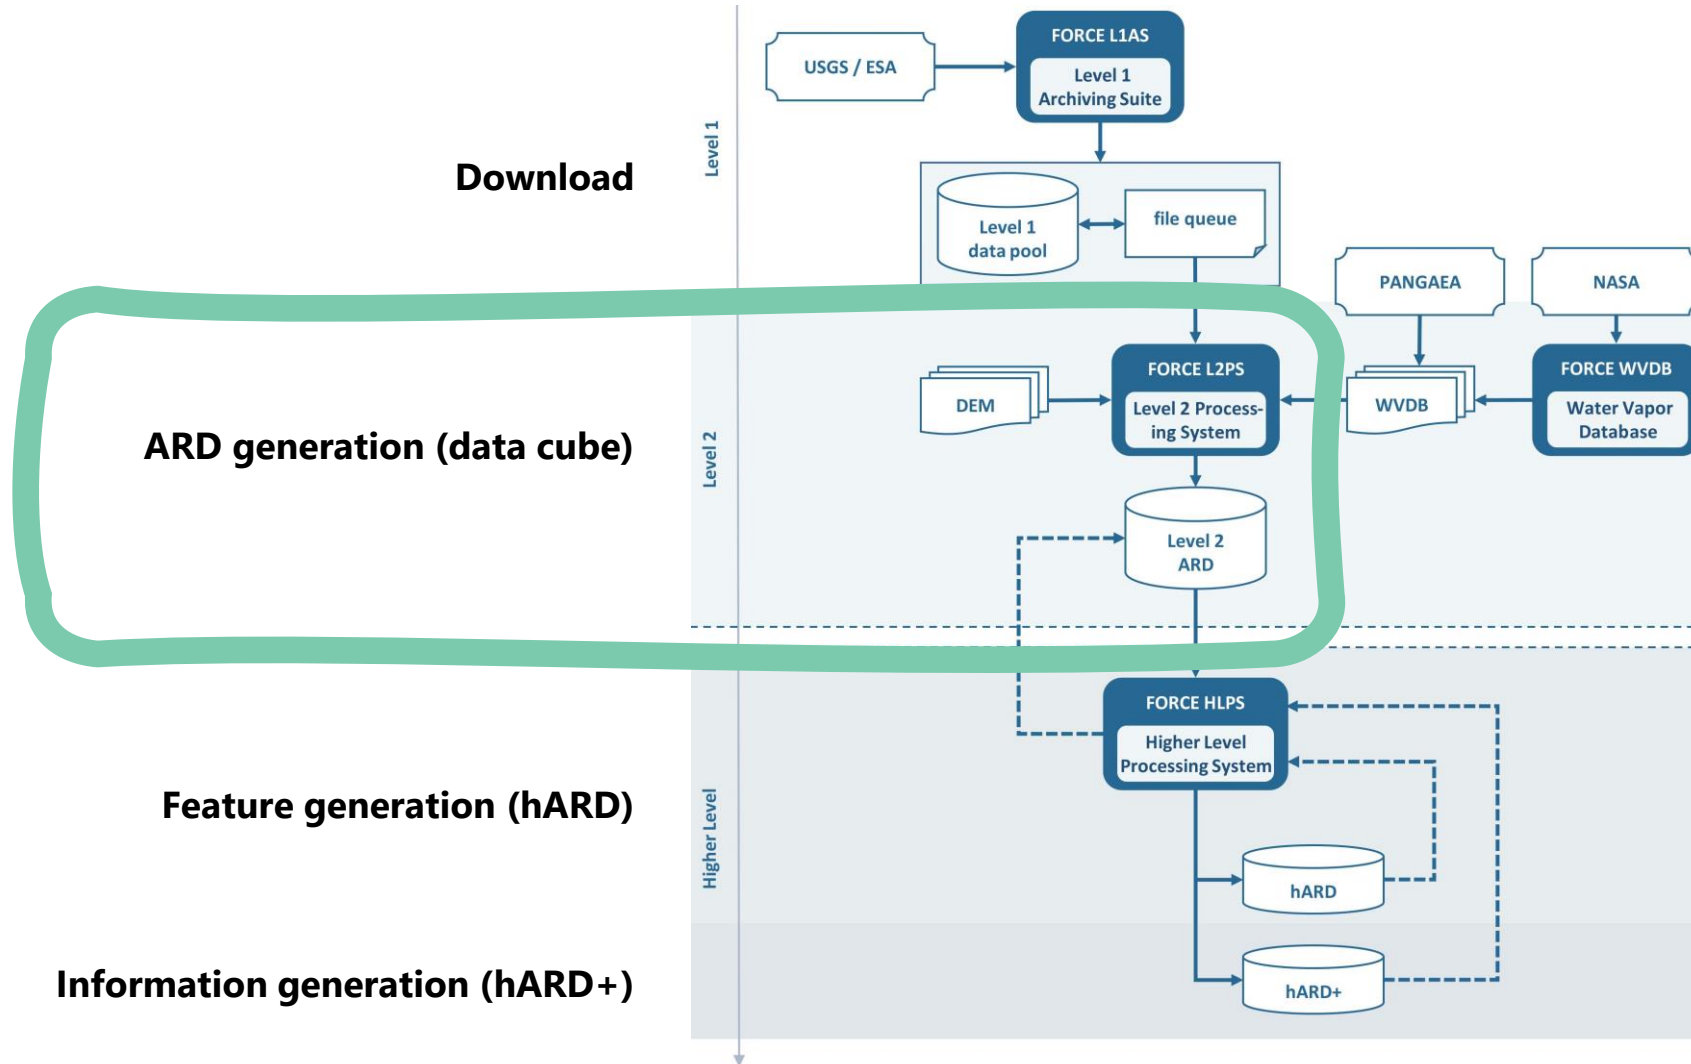 FORCE L1AS
USGS / ESA
Level 1
Archiving Suite
Level 1
Download
Level 1
data pool
file queue
PANGAEA
NASA
FORCE L2PS
FORCE WVDB
DEM
Level 2 Process-
ing System
WVDB
Water Vapor
Database
ARD generation (data cube)
Level 2
Level 2
ARD
FORCE HLPS
Higher Level
Processing System
Feature generation (hARD)
Higher Level
hARD
Information generation (hARD+)
hARD+